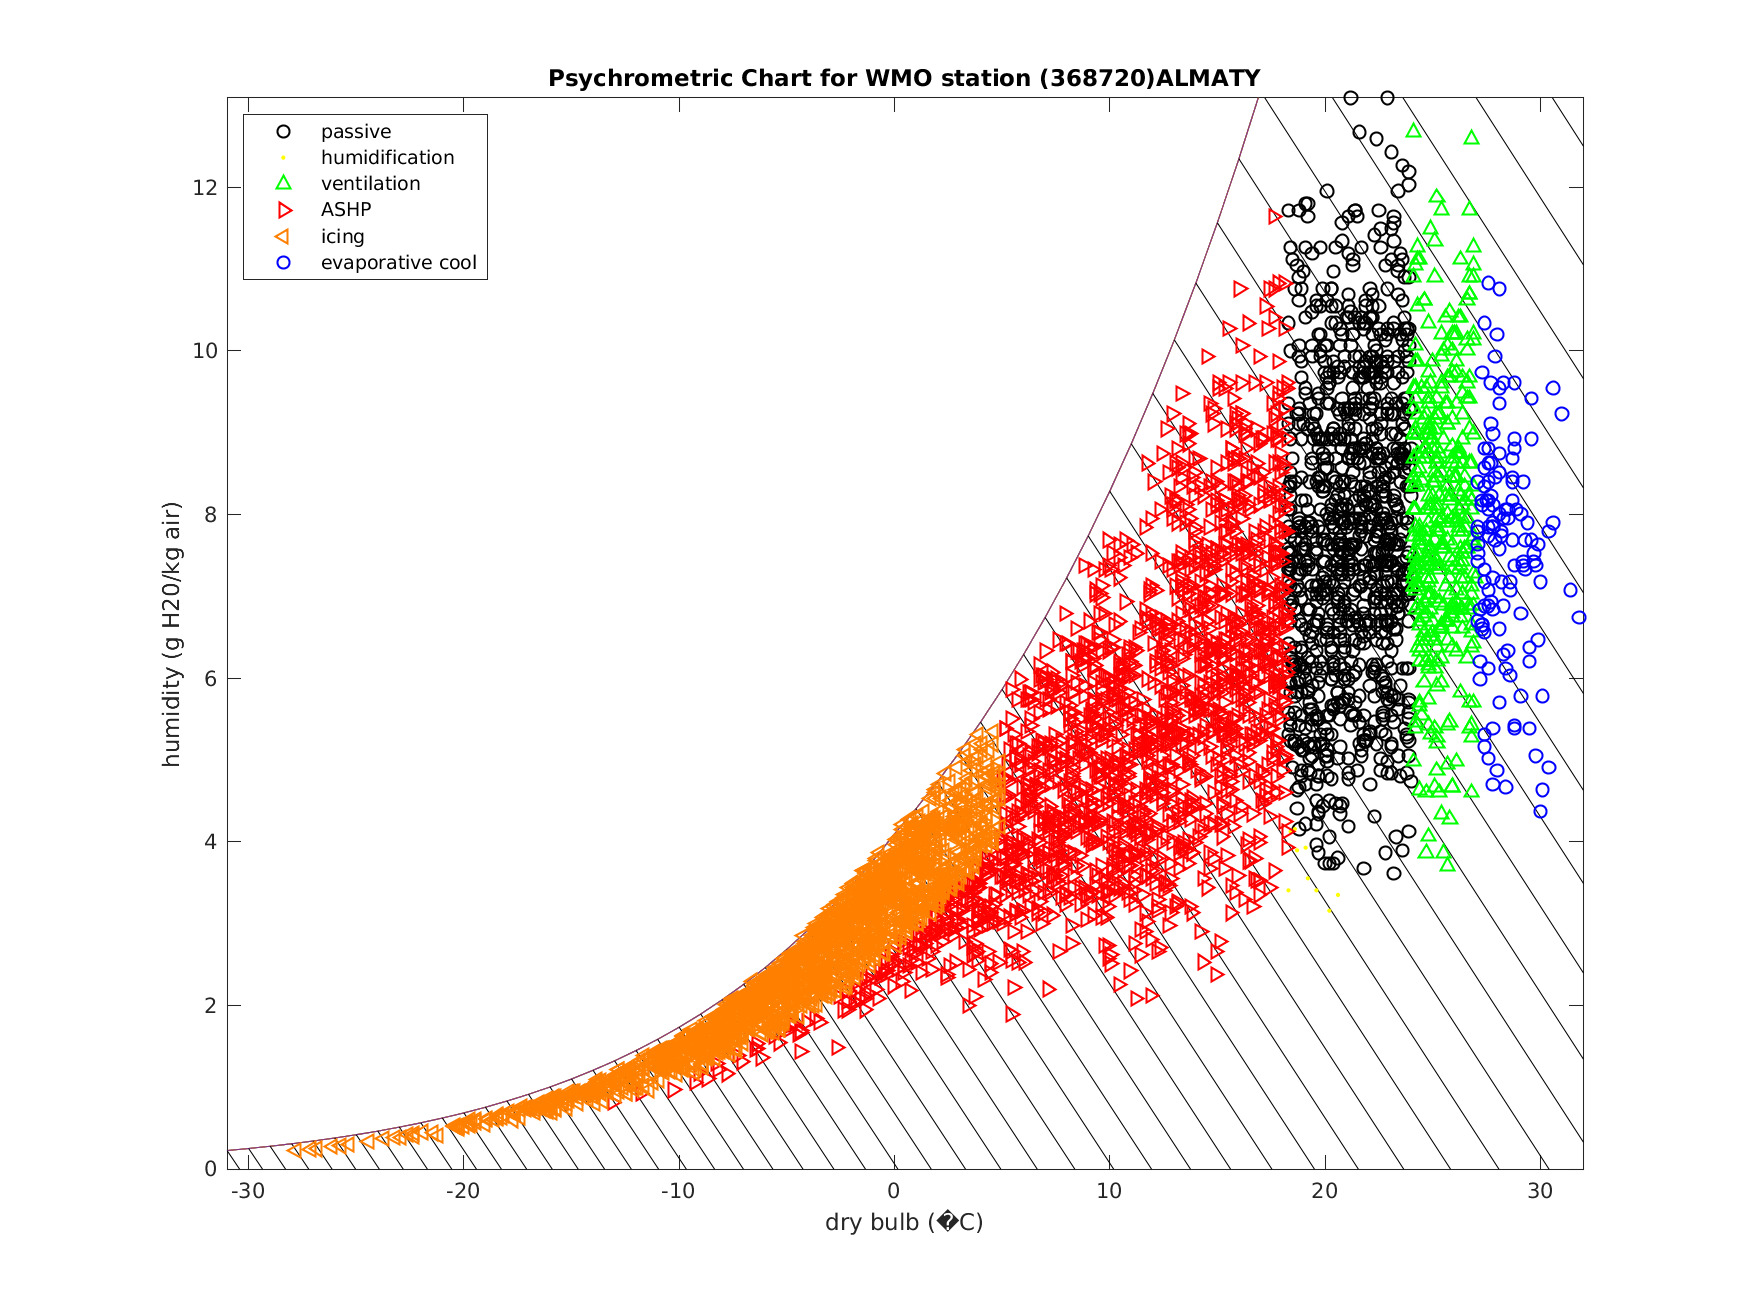 Psychrometric Chart for WMO station (368720)ALMATY
passive
humidification
ventilation
ASHP
icing
evaporative cool
humidity (g H20/kg air)
12
10
8
6
4
2
0
-30 -20 -10 0 10 20 30
dry bulb (�C)